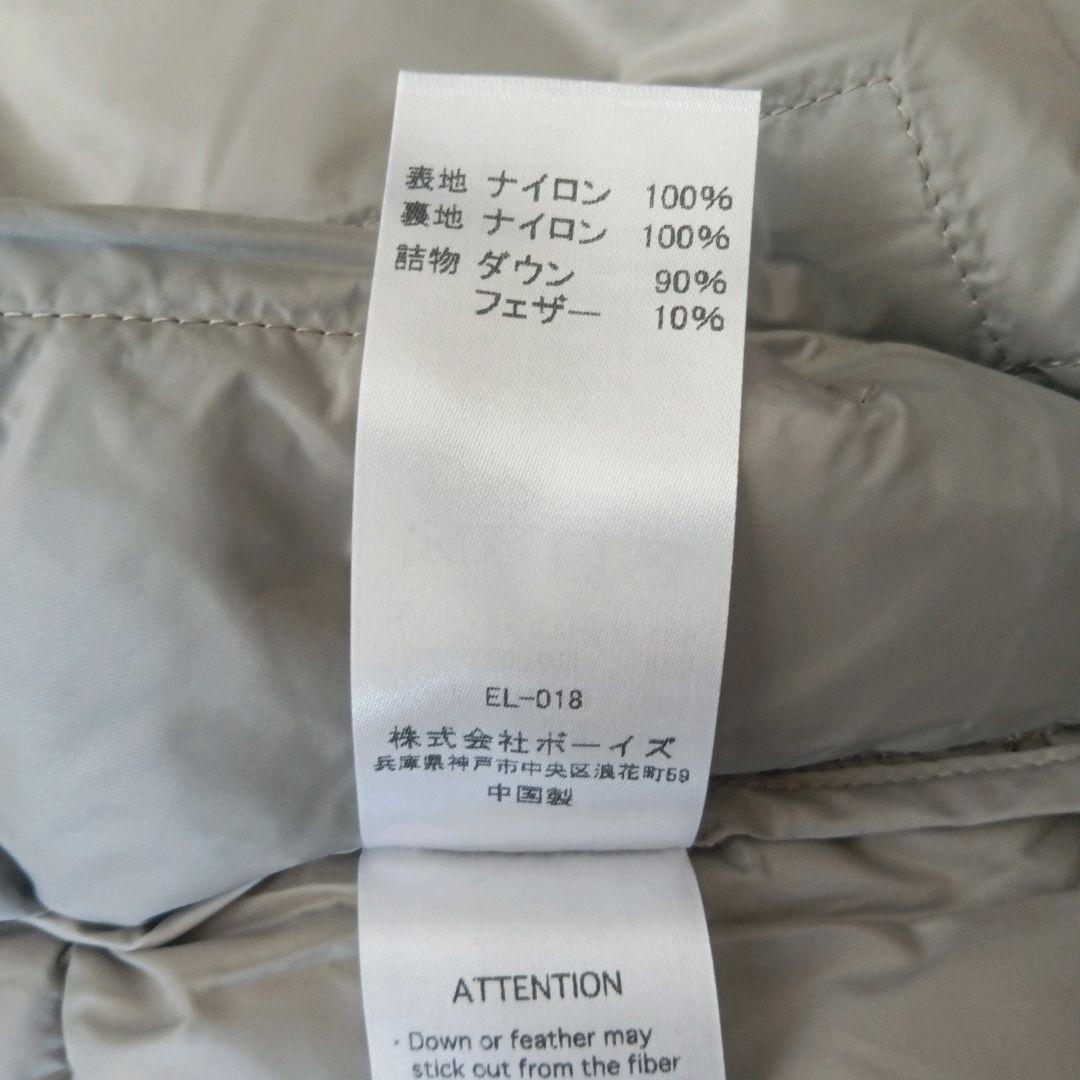 表地 ナイロン 100%
裏地 ナイロン 100%
詰物 ダウン 90%
フェザー 10%
EL-018
株式会社ボーイズ
兵庫県神戸市中央区浪花町59
中国製
ATTENTION
・Down or feather may
stick out from the fiber